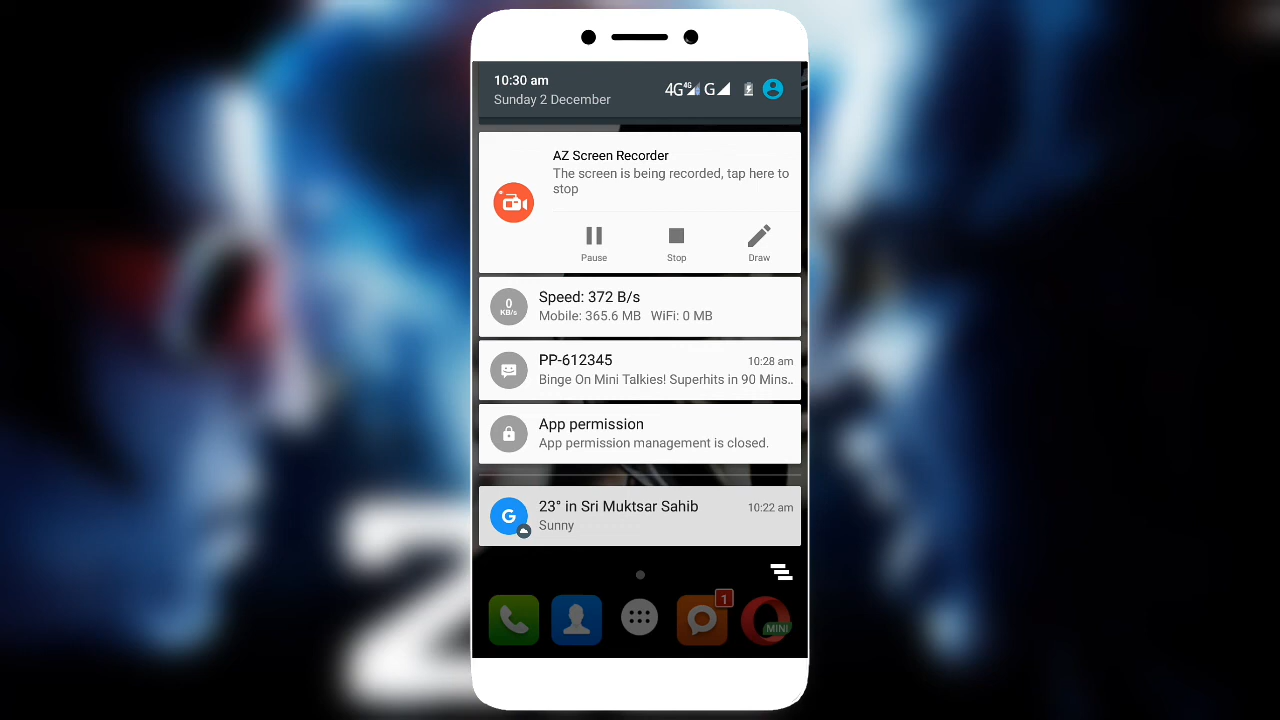 10:30 am
Sunday 2 December
4G 4G G
AZ Screen Recorder
The screen is being recorded, tap here to
stop
Pause Stop Draw
0
KB/s
Speed: 372 B/s
Mobile: 365.6 MB WiFi: 0 MB
PP-612345 10:28 am
Binge On Mini Talkies! Superhits in 90 Mins..
App permission
App permission management is closed.
G
23° in Sri Muktsar Sahib 10:22 am
Sunny
1
MINI